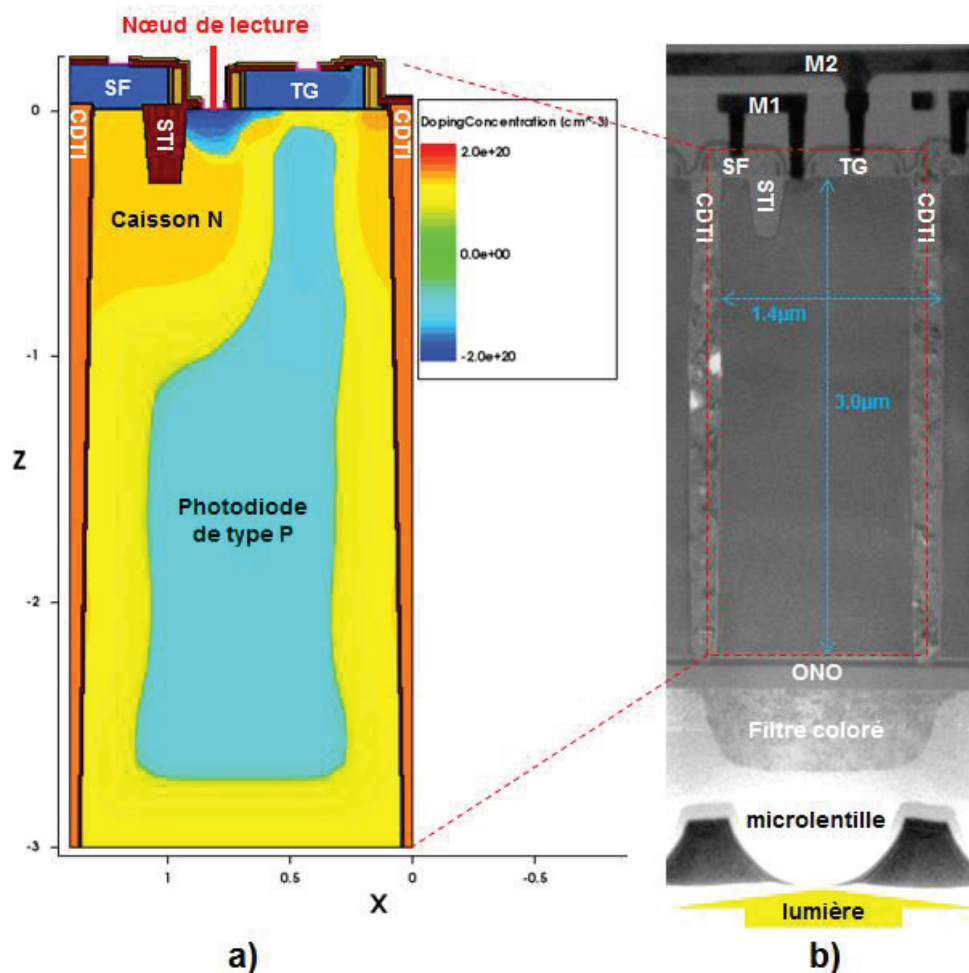 Nœud de lecture
SF
TG
CDTI
STI
CDTI
Caisson N
Photodiode
de type P
0
-1
-2
-3
Z
1
0.5
0
-0.5
X
DopingConcentration (cm^-3)
2.0e+20
0.0e+00
-2.0e+20
a)
M2
M1
SF
TG
CDTI
STI
CDTI
1.4µm
3.0µm
ONO
Filtre coloré
microlentille
lumière
b)